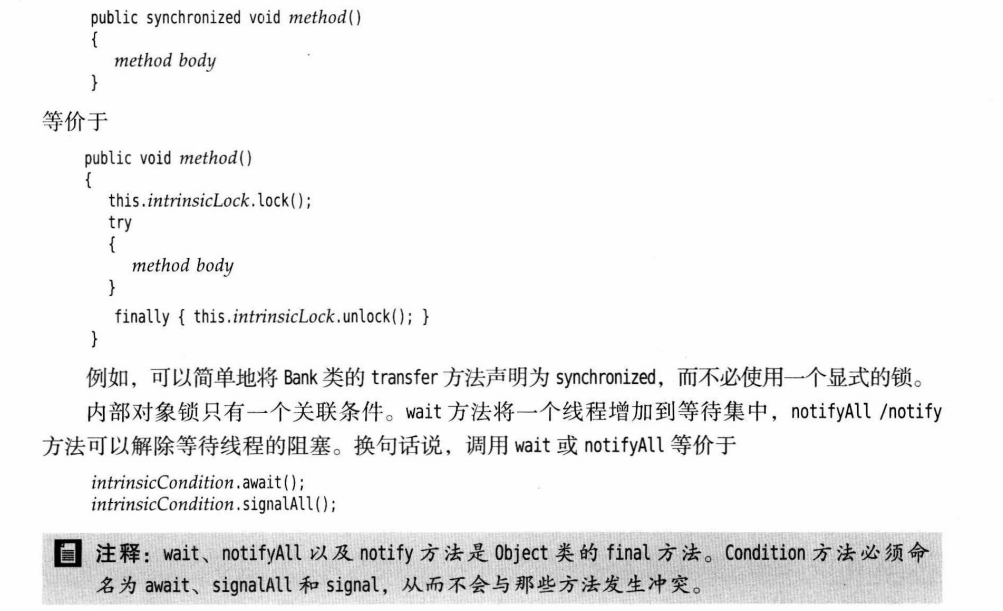 public synchronized void method()
{
method body
}
等价于
public void method()
{
this.intrinsicLock.lock();
try
{
method body
}
finally { this.intrinsicLock.unlock(); }
}
例如，可以简单地将 Bank 类的 transfer 方法声明为 synchronized，而不必使用一个显式的锁。
内部对象锁只有一个关联条件。wait 方法将一个线程增加到等待集中，notifyAll /notify
方法可以解除等待线程的阻塞。换句话说，调用 wait 或 notifyAll 等价于
intrinsicCondition.await();
intrinsicCondition.signalAll();
注释：wait、notifyAll 以及 notify 方法是 Object 类的 final 方法。Condition 方法必须命
名为 await、signalAll 和 signal，从而不会与那些方法发生冲突。